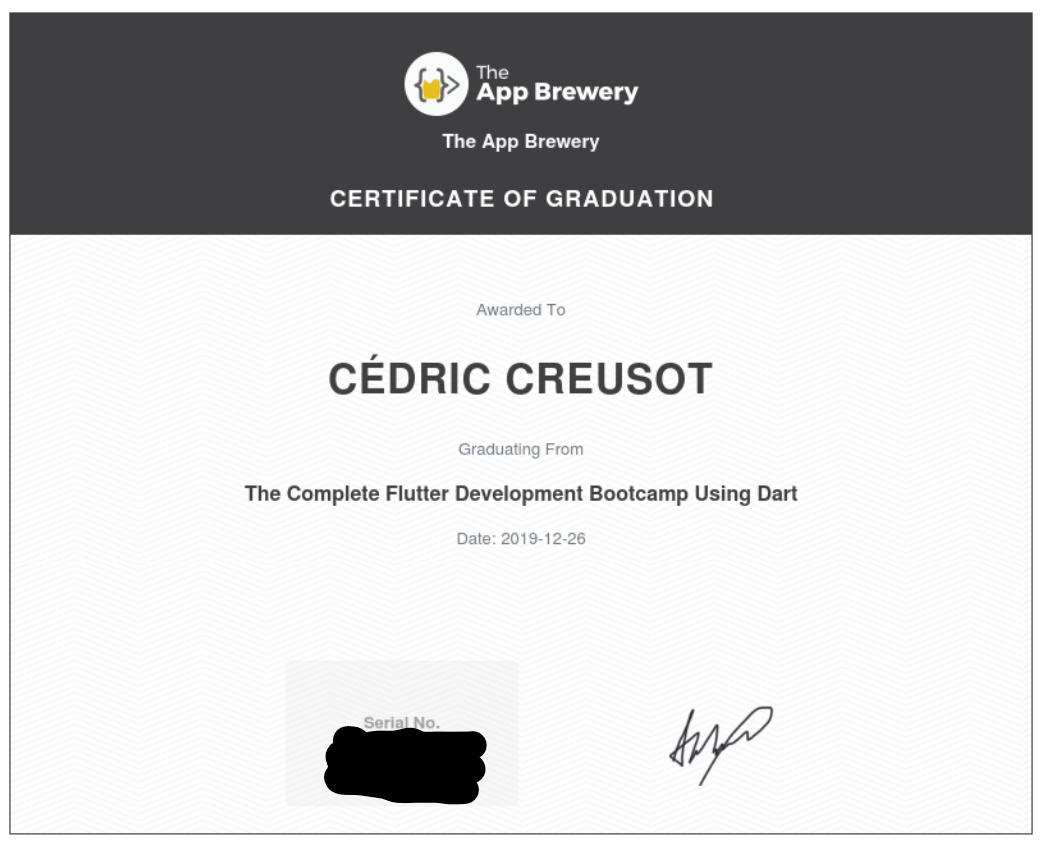 The
App Brewery
The App Brewery
CERTIFICATE OF GRADUATION
Awarded To
CÉDRIC CREUSOT
Graduating From
The Complete Flutter Development Bootcamp Using Dart
Date: 2019-12-26
Serial No.